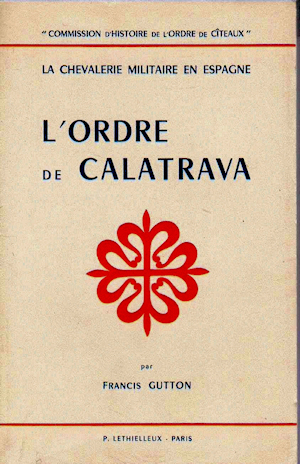 " COMMISSION D'HISTOIRE DE L'ORDRE DE CÎTEAUX "
LA CHEVALERIE MILITAIRE EN ESPAGNE
L'ORDRE
DE CALATRAVA
par
FRANCIS GUTTON
P. LETHIELLEUX - PARIS